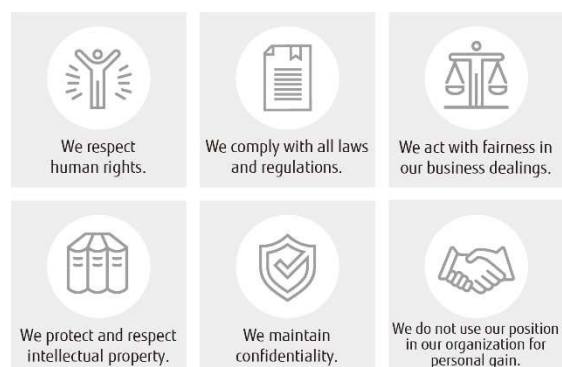 We respect
human rights.
We comply with all laws
and regulations.
We act with fairness in
our business dealings.
We protect and respect
intellectual property.
We maintain
confidentiality.
We do not use our position
in our organization for
personal gain.